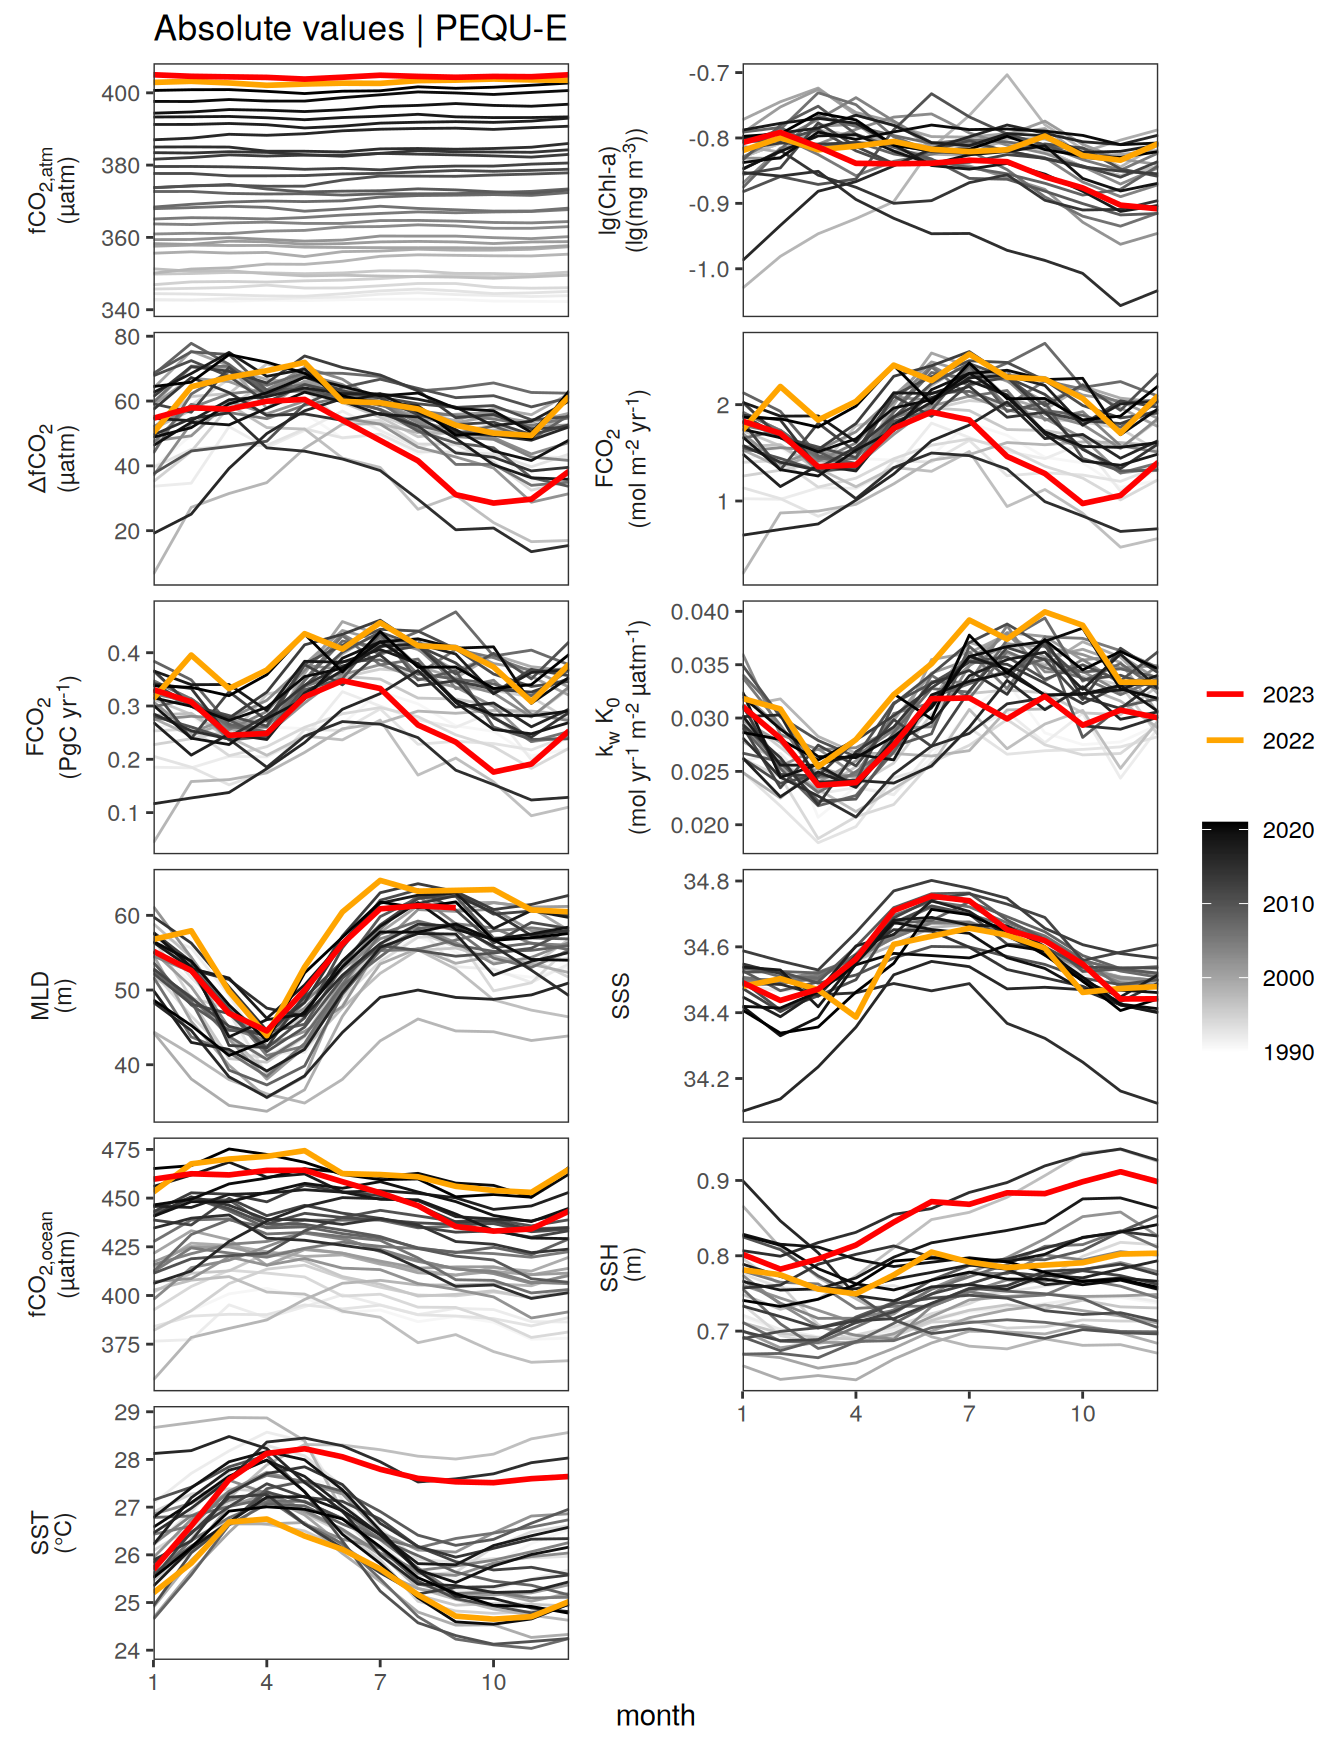 Absolute values | PEQU-E
fCO2,atm
(µatm)
400
380
360
340
lg(Chl-a)
(lg(mg m-3))
-0.7
-0.8
-0.9
-1.0
ΔfCO2
(µatm)
80
60
40
20
FCO2
(mol m-2 yr-1)
2
1
FCO2
(PgC yr-1)
0.4
0.3
0.2
0.1
kw K0
(mol yr-1 m-2 µatm-1)
0.040
0.035
0.030
0.025
0.020
MLD
(m)
60
50
40
SSS
34.8
34.6
34.4
34.2
fCO2,ocean
(µatm)
475
450
425
400
375
SSH
(m)
0.9
0.8
0.7
1 4 7 10
SST
(°C)
29
28
27
26
25
24
1 4 7 10
month
2023
2022
2020
2010
2000
1990